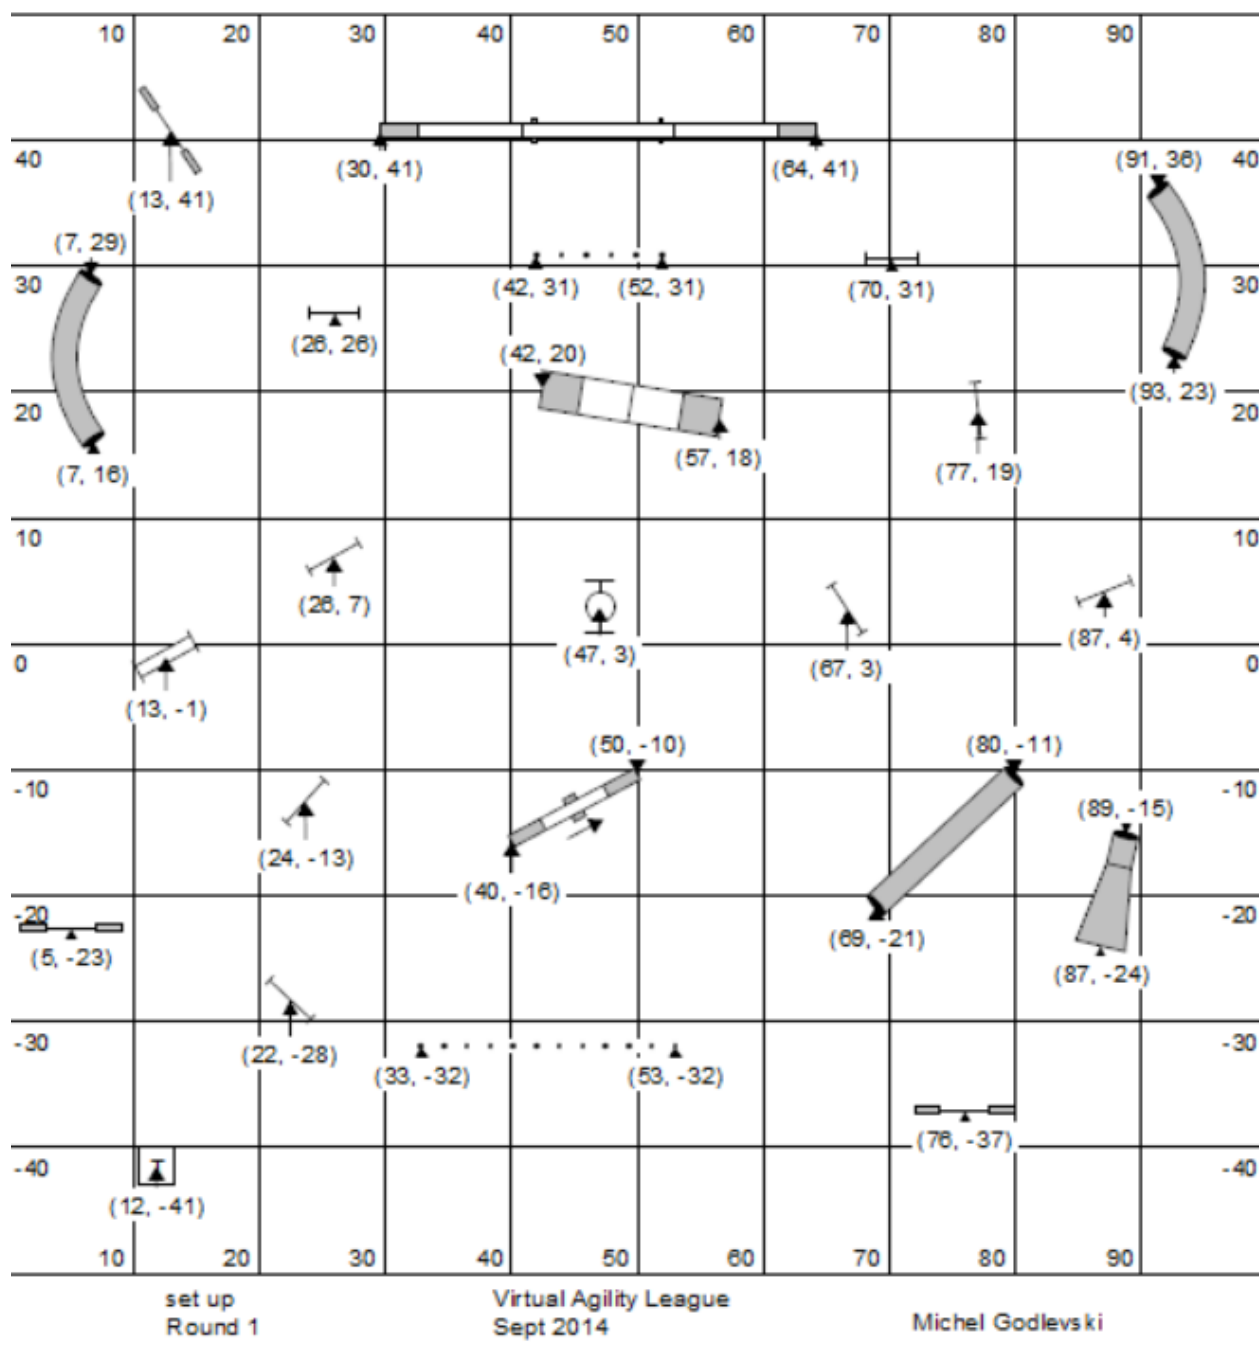 10 20 30 40 50 60 70 80 90
40 (13, 41) (30, 41) (64, 41) (91, 36) 40
(7, 29)
30 (42, 31) (52, 31) (70, 31) 30
(26, 26) (42, 20)
20 (93, 23) 20
(7, 16) (57, 18) (77, 19)
10 10
(26, 7)
0 (47, 3) (67, 3) (87, 4) 0
(13, -1)
(50, -10) (80, -11)
-10 (89, -15) -10
(24, -13)
(40, -16)
-20 -20
(5, -23) (69, -21)
(87, -24)
-30 (22, -28) -30
(33, -32) (53, -32)
(76, -37)
-40 -40
(12, -41)
10 20 30 40 50 60 70 80 90
set up
Round 1
Virtual Agility League
Sept 2014
Michel Godlevski